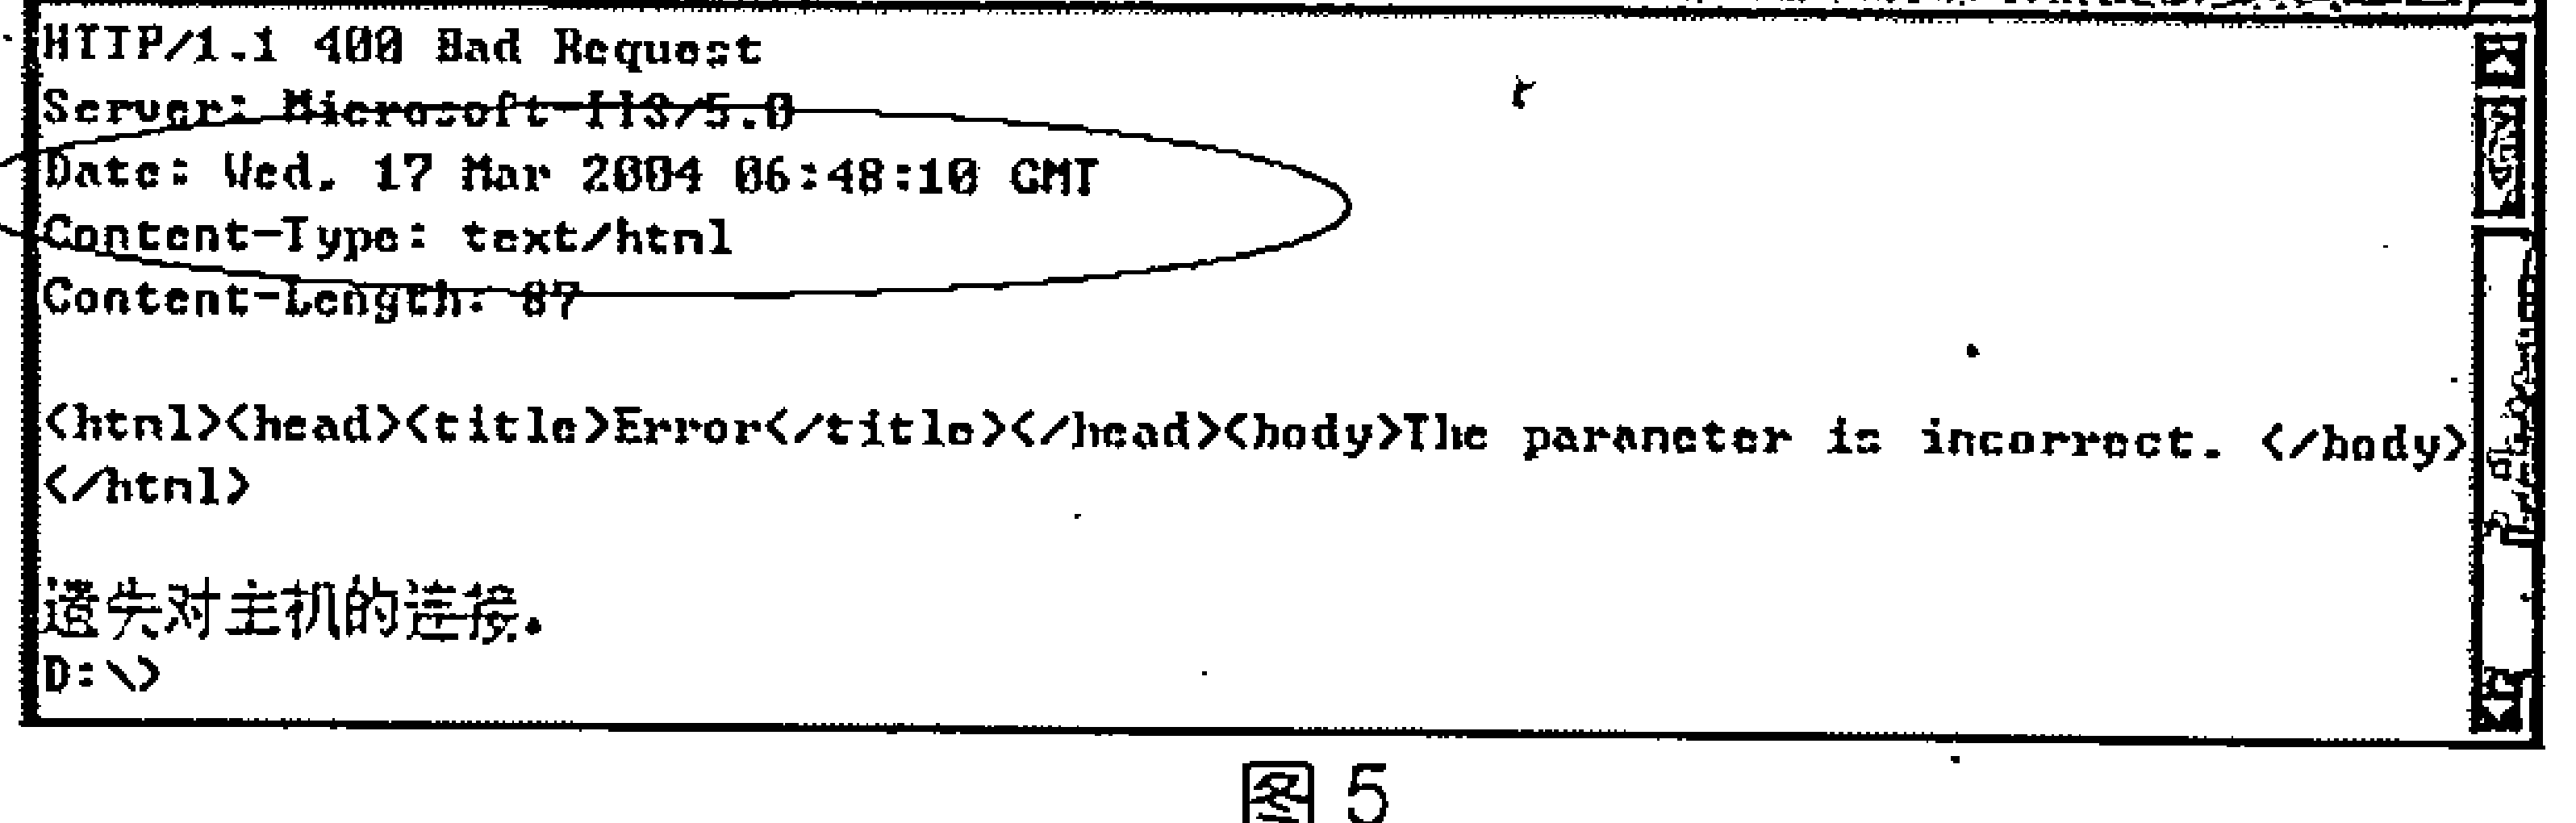 HTTP/1.1 400 Bad Request
Server: Microsoft-IIS/5.0
Date: Wed, 17 Mar 2004 06:48:10 GMT
Content-Type: text/html
Content-Length: 87
<html><head><title>Error</title></head><body>The parameter is incorrect. </body>
</html>
遗失对主机的连接.
D:\>
图 5